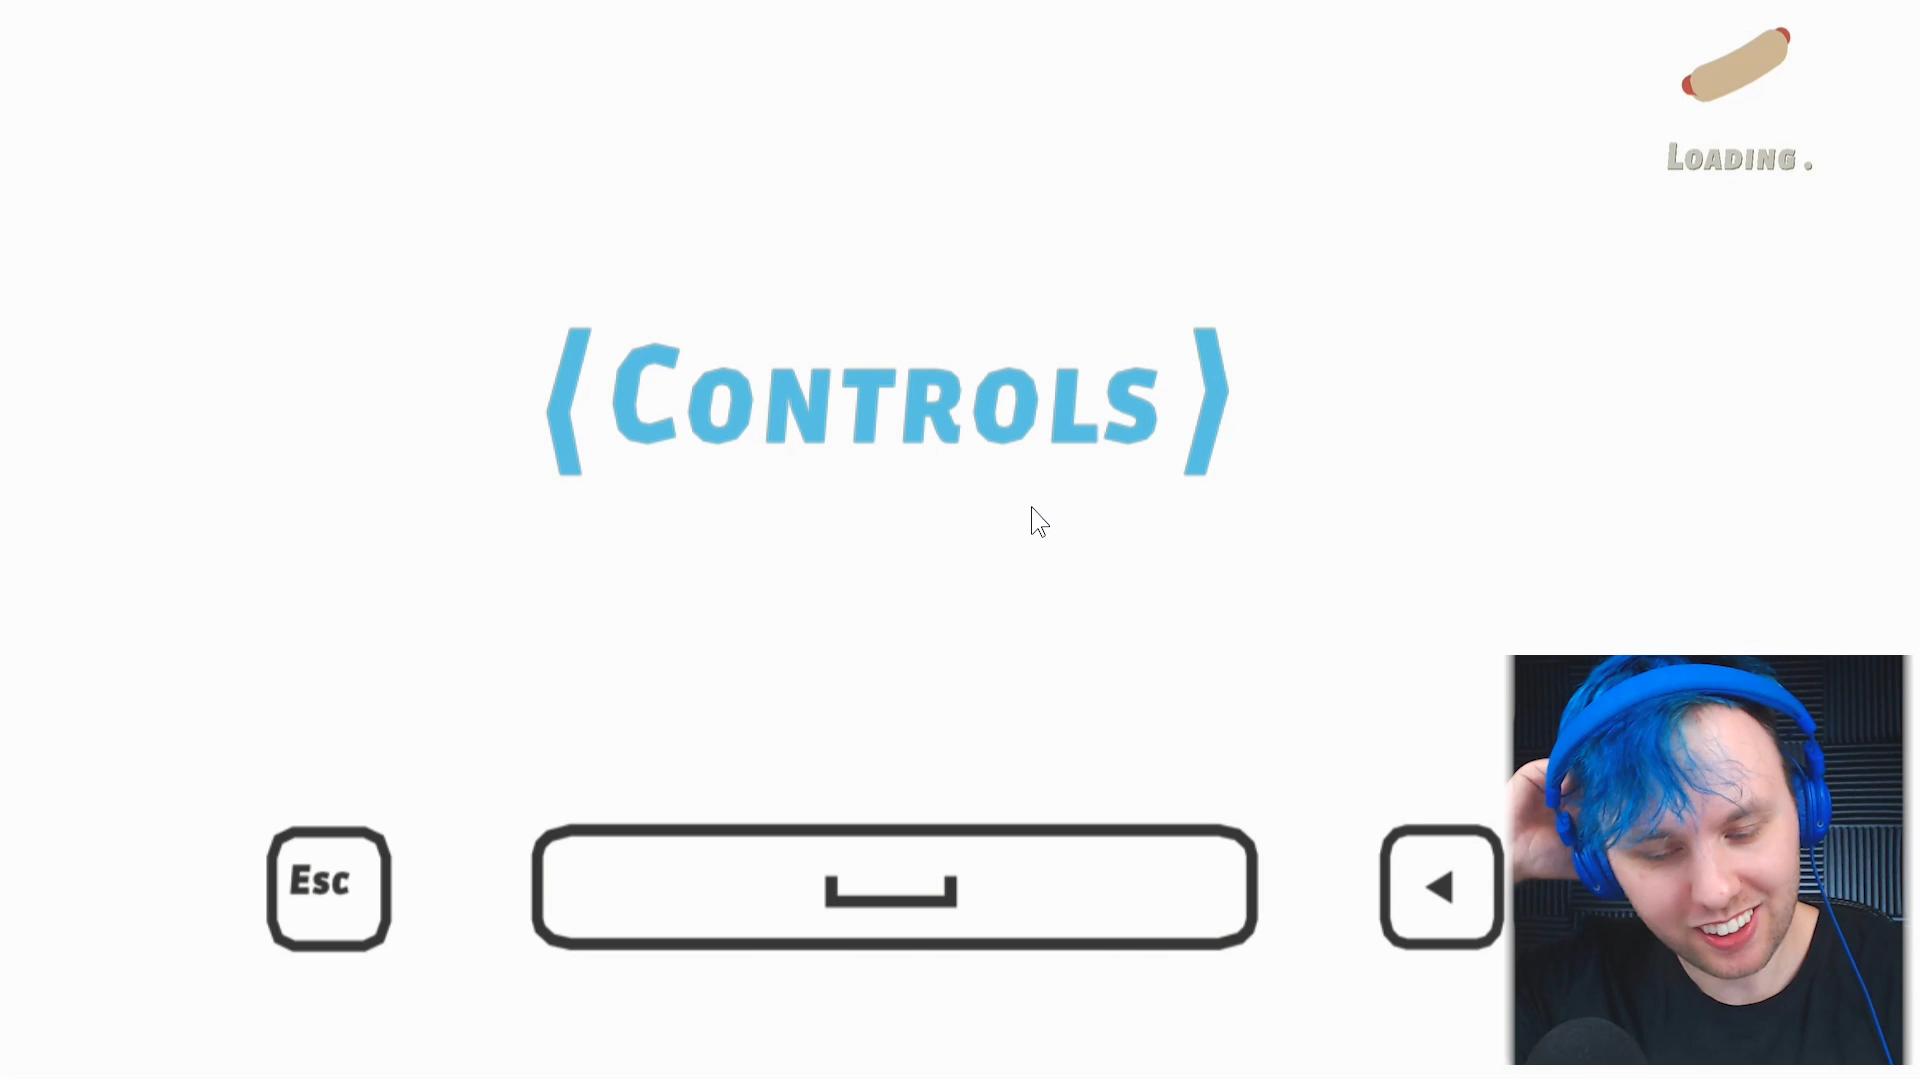 LOADING .
⟨ CONTROLS ⟩
Esc